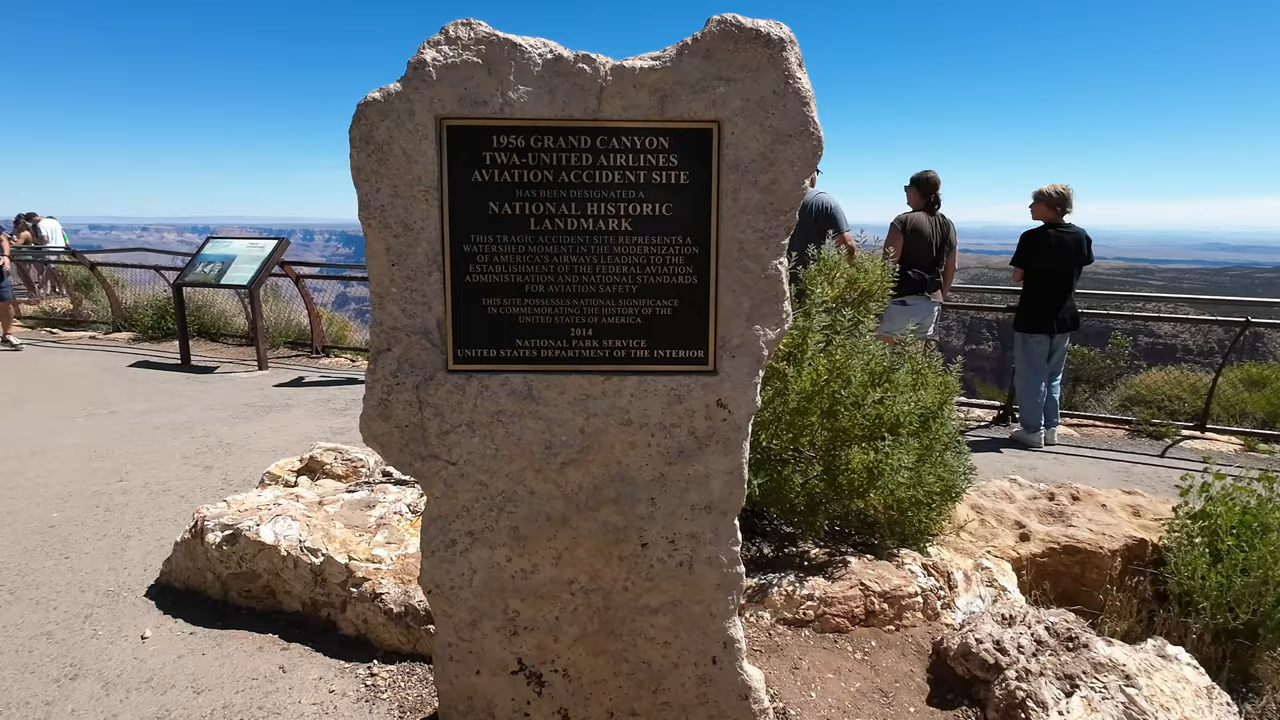 1956 GRAND CANYON
TWA-UNITED AIRLINES
AVIATION ACCIDENT SITE
HAS BEEN DESIGNATED A
NATIONAL HISTORIC
LANDMARK
THIS TRAGIC ACCIDENT SITE REPRESENTS A
WATERSHED MOMENT IN THE MODERNIZATION
OF AMERICA'S AIRWAYS LEADING TO THE
ESTABLISHMENT OF THE FEDERAL AVIATION
ADMINISTRATION AND NATIONAL STANDARDS
FOR AVIATION SAFETY
THIS SITE POSSESSES NATIONAL SIGNIFICANCE
IN COMMEMORATING THE HISTORY OF THE
UNITED STATES OF AMERICA
2014
NATIONAL PARK SERVICE
UNITED STATES DEPARTMENT OF THE INTERIOR